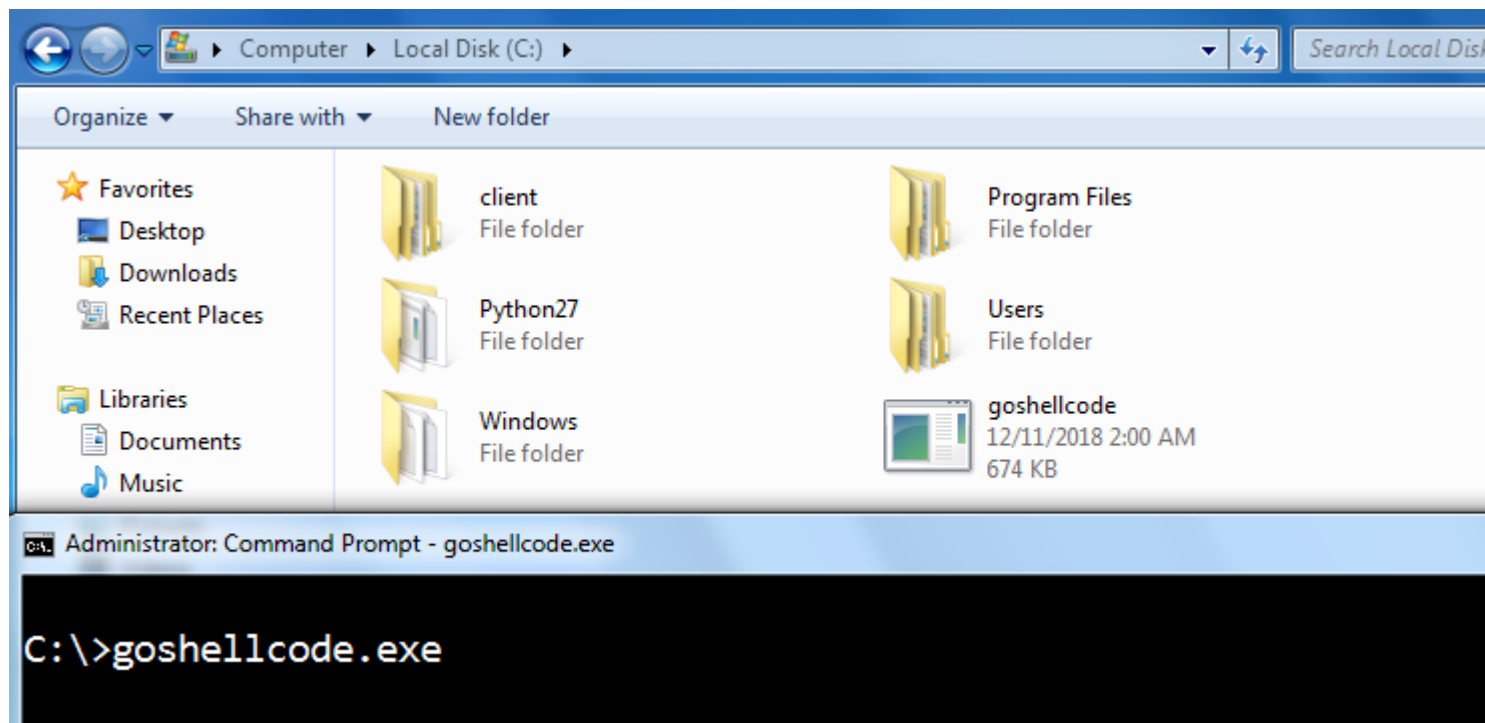 Computer Local Disk (C:) Search Local Disk
Organize Share with New folder
Favorites
Desktop
Downloads
Recent Places
Libraries
Documents
Music
client
File folder
Program Files
File folder
Python27
File folder
Users
File folder
Windows
File folder
goshellcode
12/11/2018 2:00 AM
674 KB
Administrator: Command Prompt - goshellcode.exe
C:\>goshellcode.exe